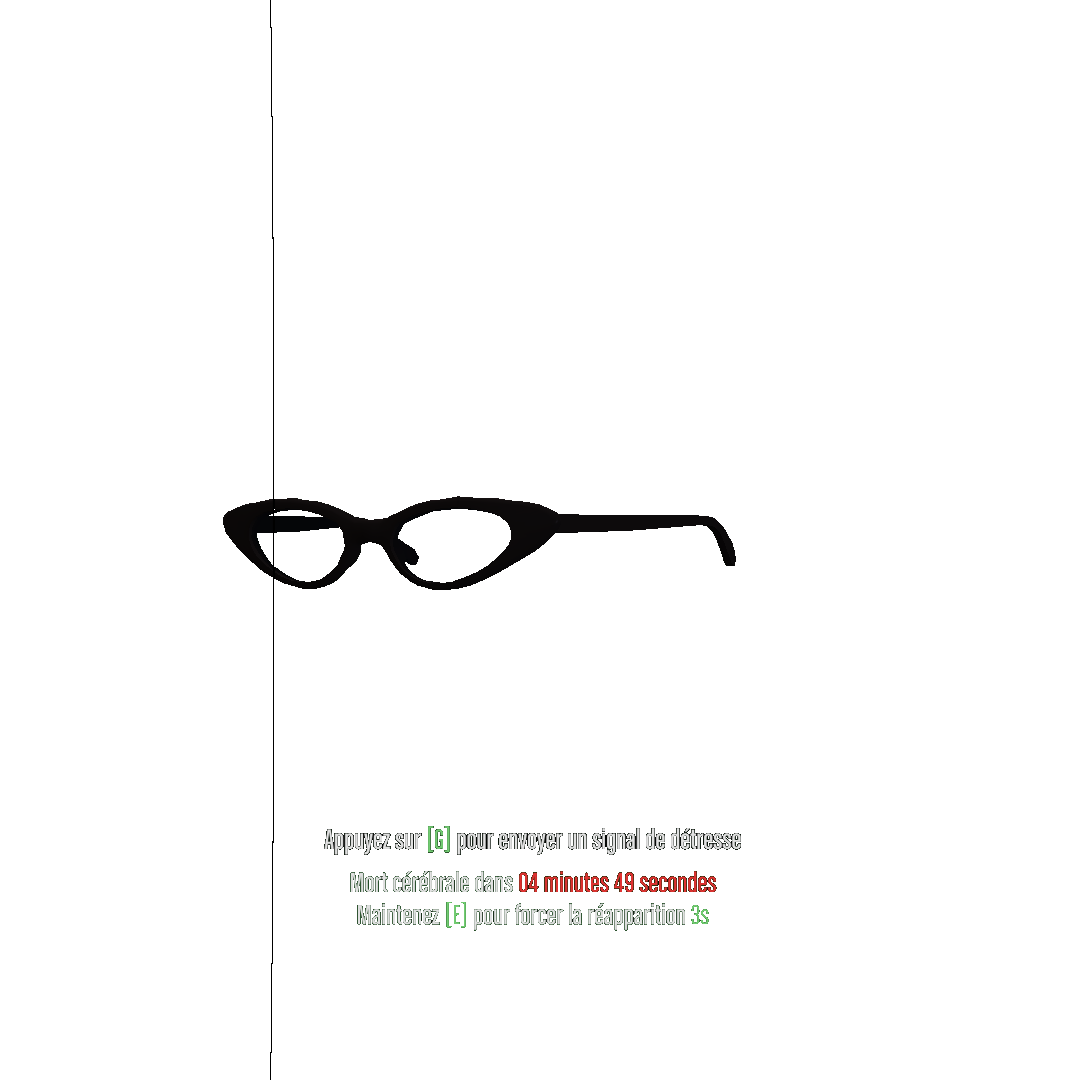 Appuyez sur [G] pour envoyer un signal de détresse
Mort cérébrale dans 04 minutes 49 secondes
Maintenez [E] pour forcer la réapparition 3s